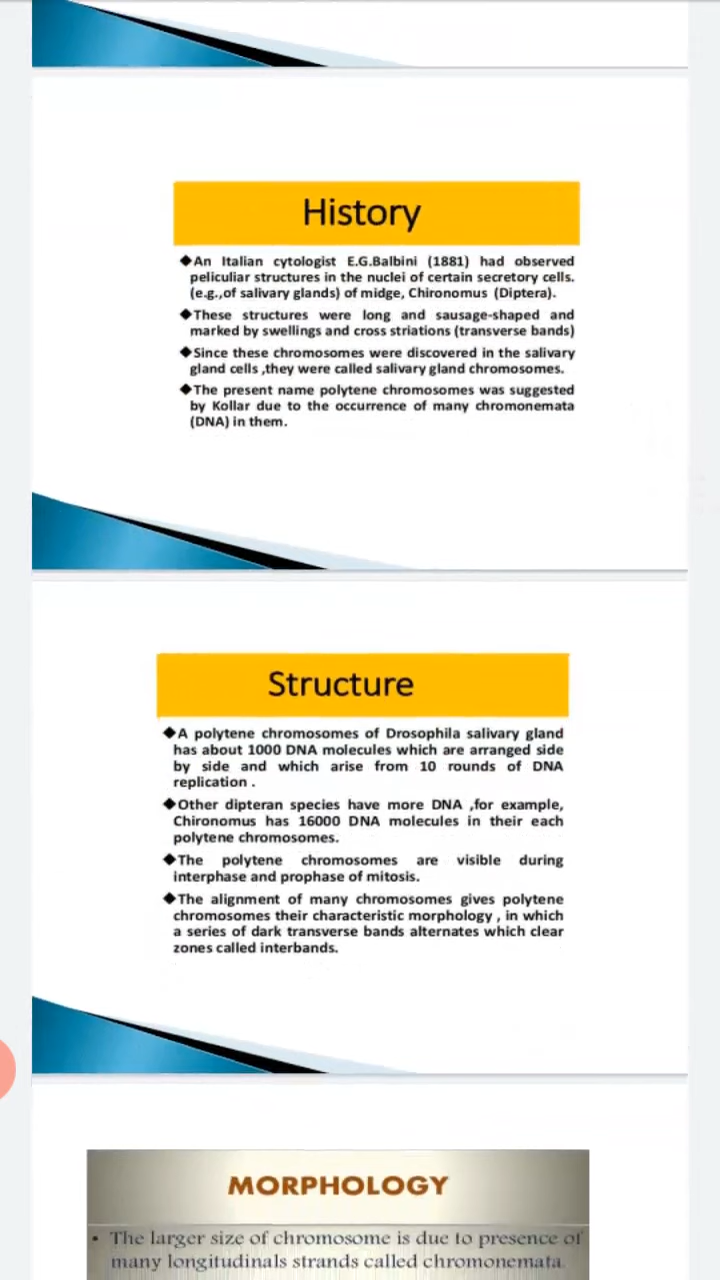 History
◆An Italian cytologist E.G.Balbini (1881) had observed
peliculiar structures in the nuclei of certain secretory cells.
(e.g.,of salivary glands) of midge, Chironomus (Diptera).
◆These structures were long and sausage-shaped and
marked by swellings and cross striations (transverse bands)
◆Since these chromosomes were discovered in the salivary
gland cells ,they were called salivary gland chromosomes.
◆The present name polytene chromosomes was suggested
by Kollar due to the occurrence of many chromonemata
(DNA) in them.
Structure
◆A polytene chromosomes of Drosophila salivary gland
has about 1000 DNA molecules which are arranged side
by side and which arise from 10 rounds of DNA
replication .
◆Other dipteran species have more DNA ,for example,
Chironomus has 16000 DNA molecules in their each
polytene chromosomes.
◆The polytene chromosomes are visible during
interphase and prophase of mitosis.
◆The alignment of many chromosomes gives polytene
chromosomes their characteristic morphology , in which
a series of dark transverse bands alternates which clear
zones called interbands.
MORPHOLOGY
• The larger size of chromosome is due to presence of
many longitudinals strands called chromonemata.